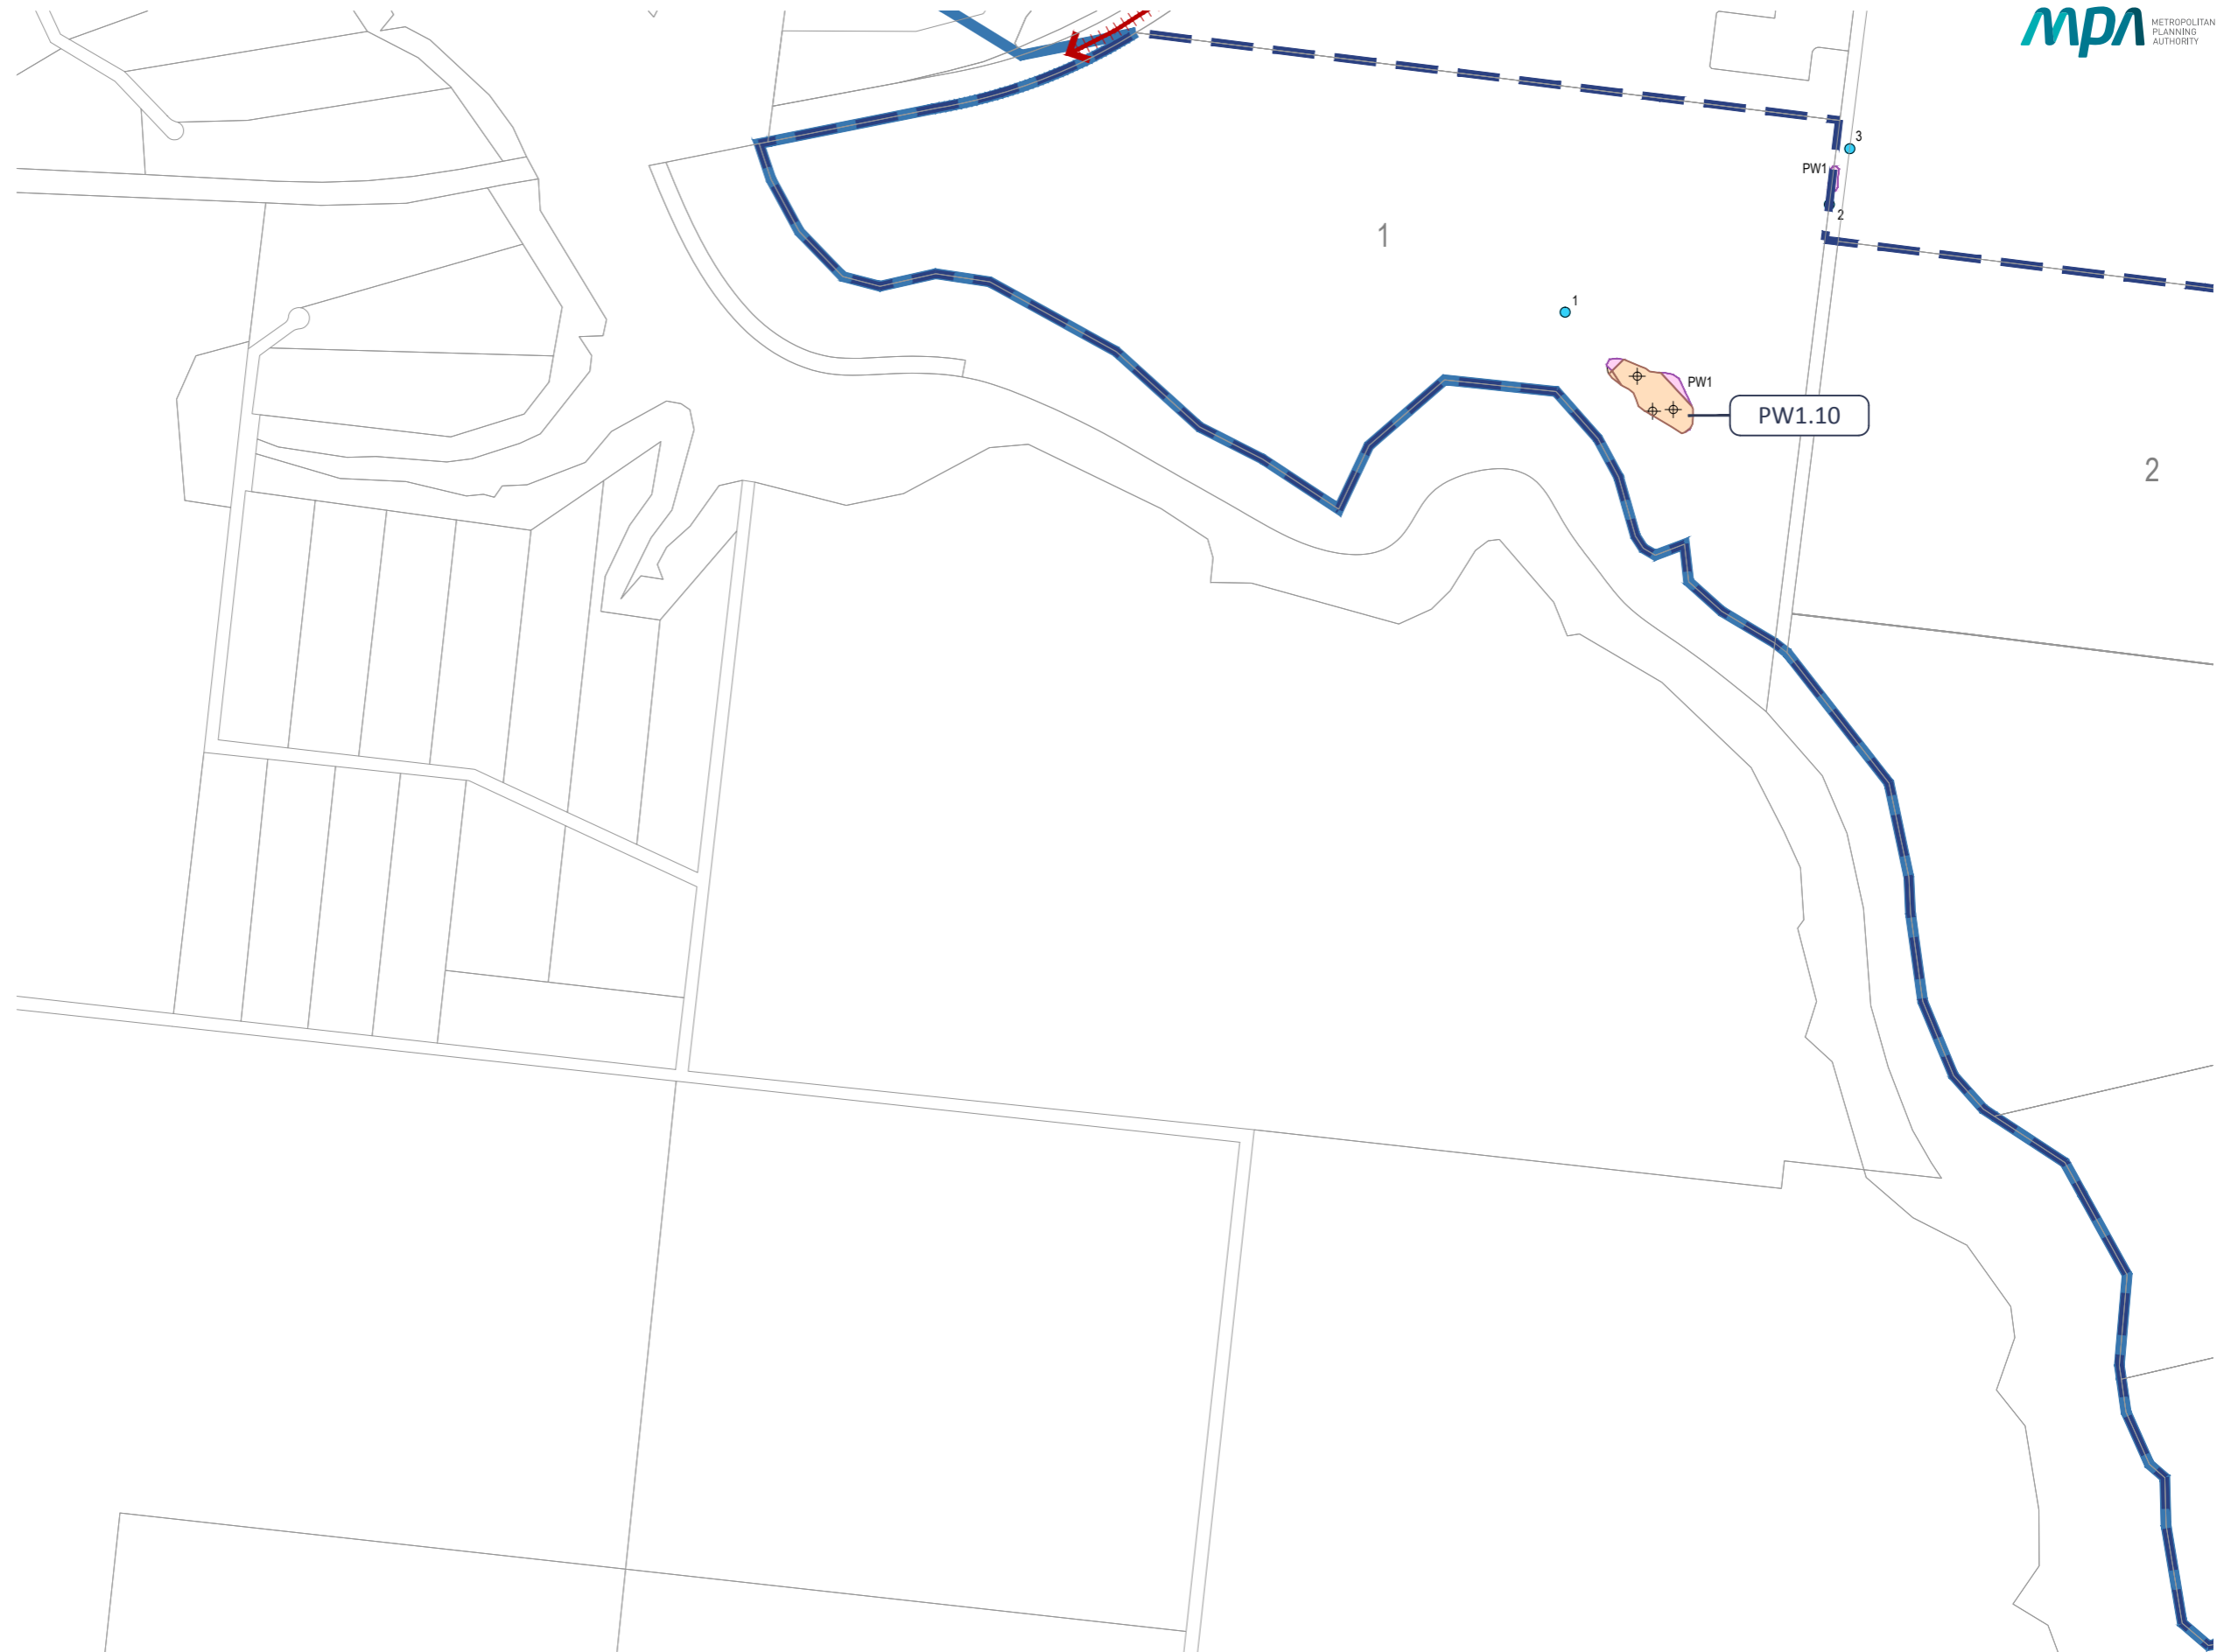 MPA
METROPOLITAN
PLANNING
AUTHORITY
3
PW1
2
1
1
PW1
PW1.10
2